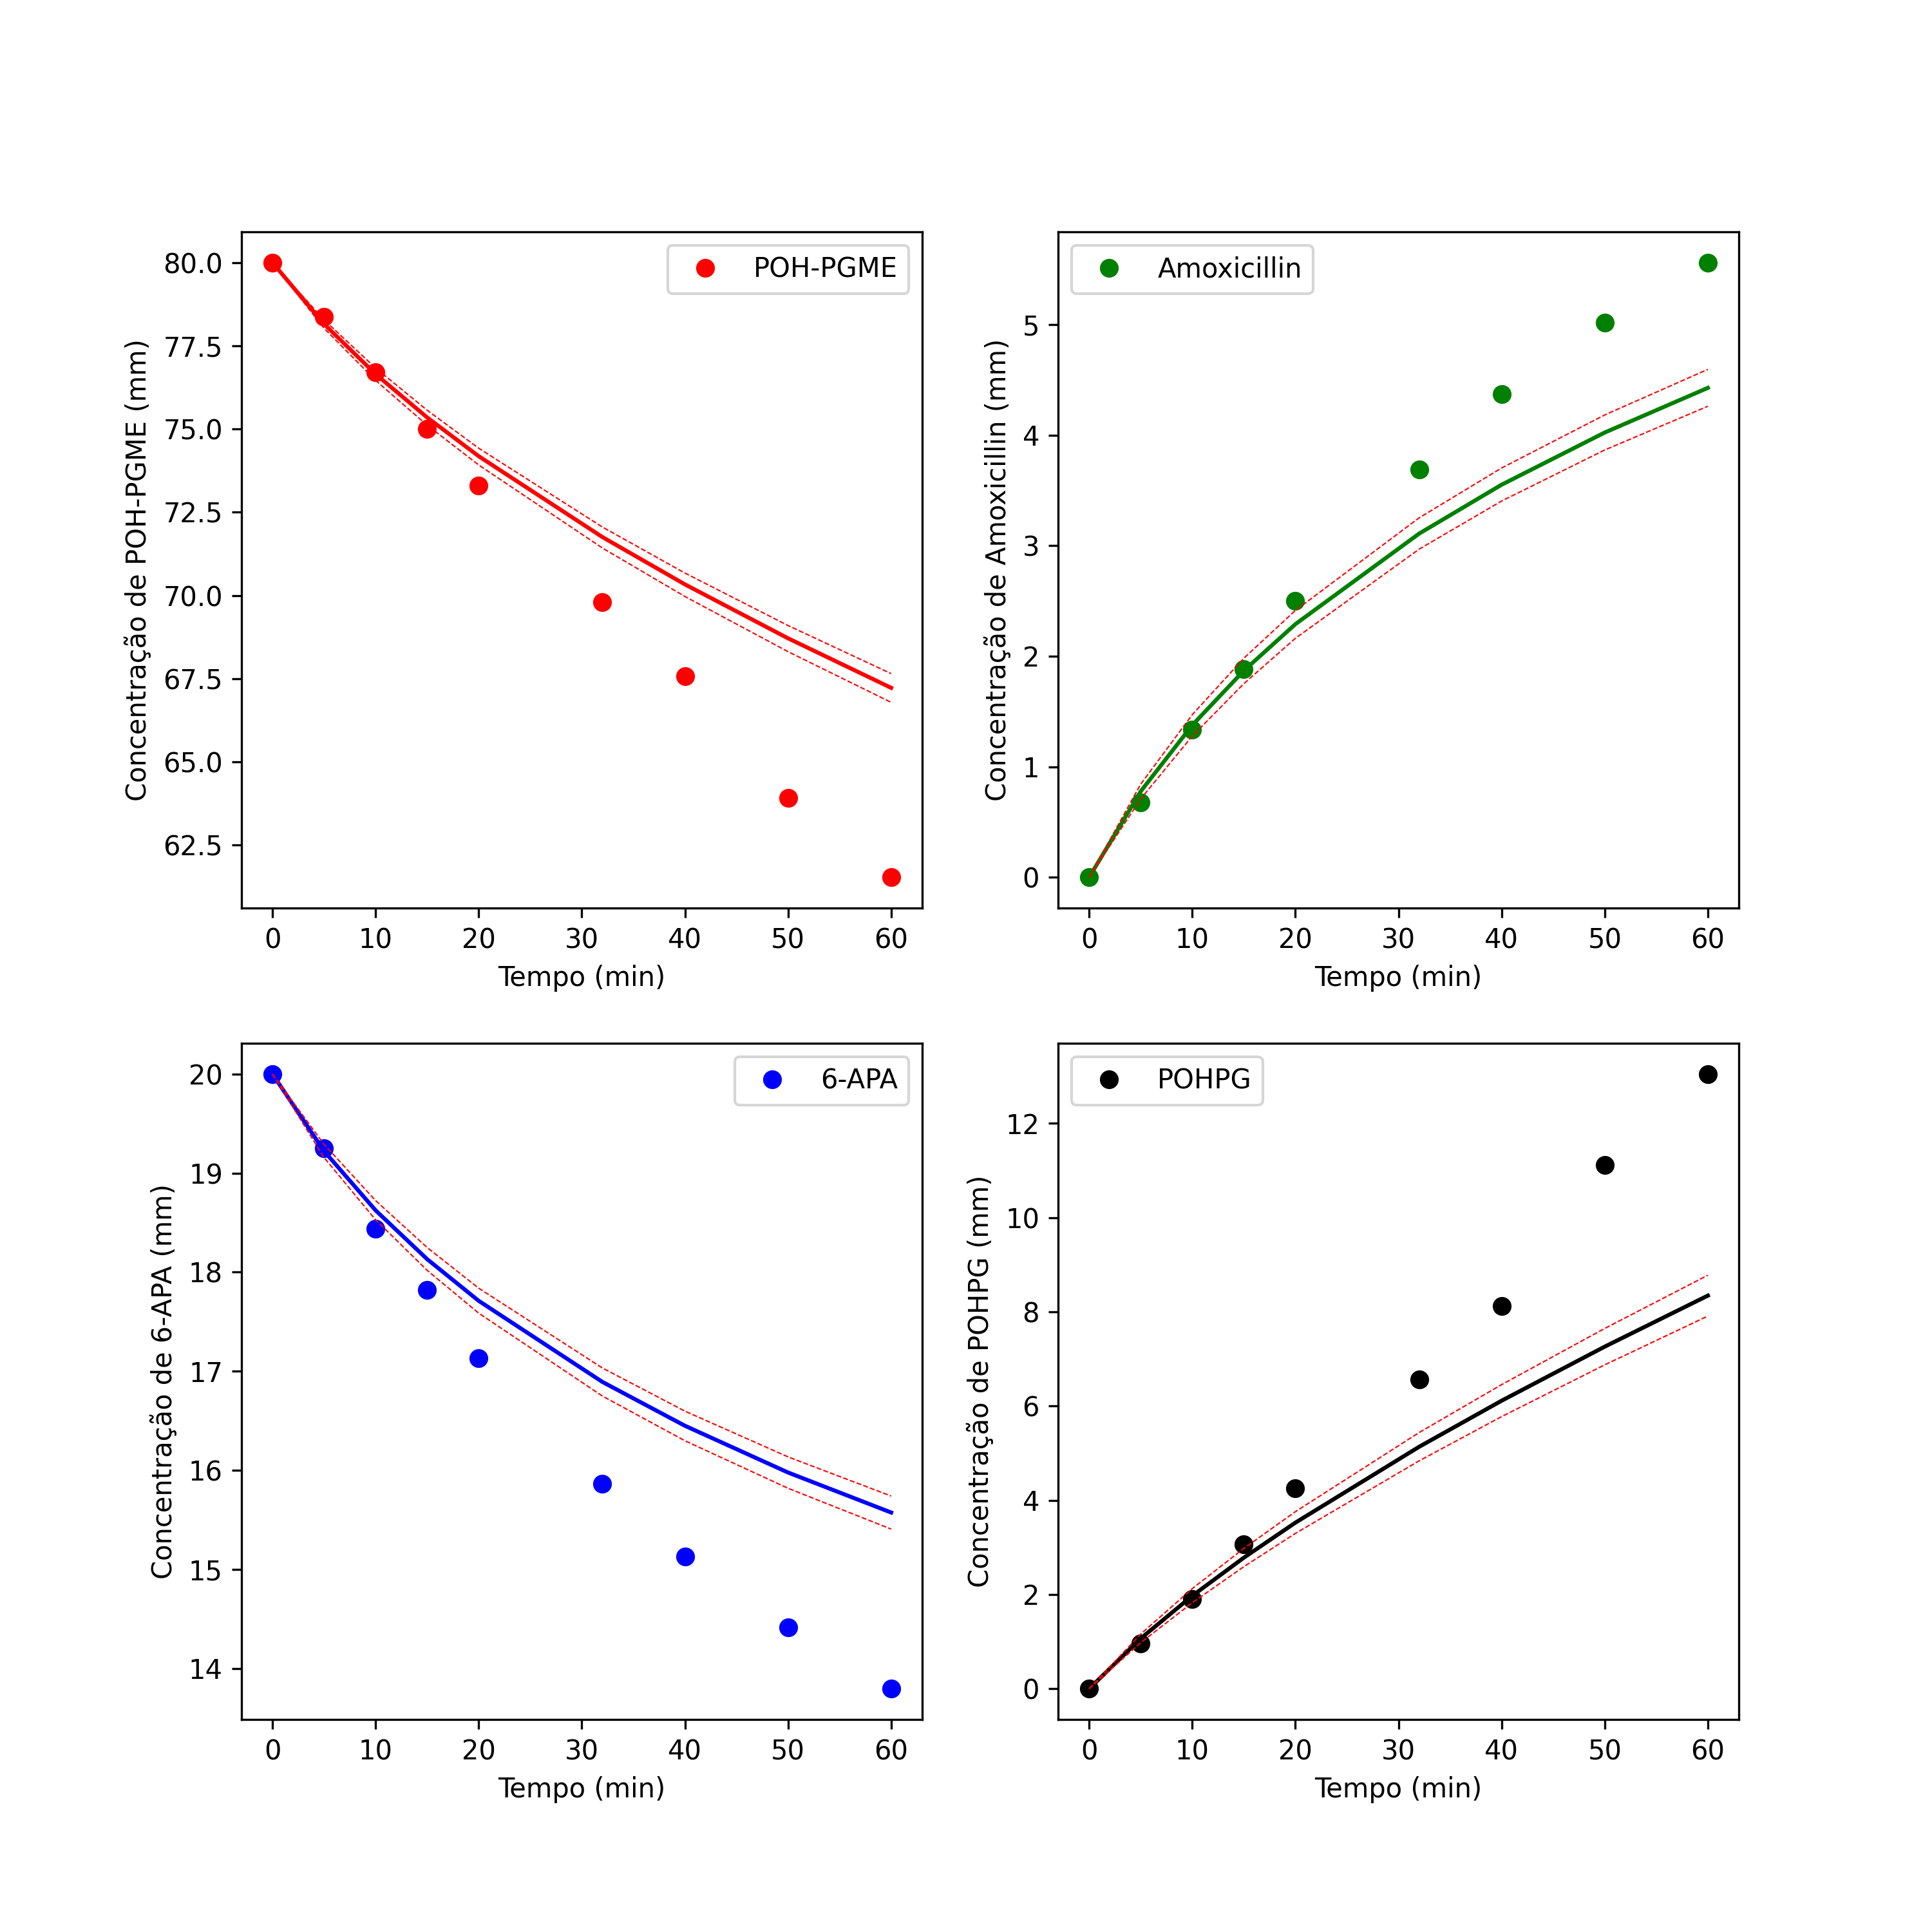 POH-PGME
Concentração de POH-PGME (mm)
80.0
77.5
75.0
72.5
70.0
67.5
65.0
62.5
0 10 20 30 40 50 60
Tempo (min)
Amoxicillin
Concentração de Amoxicillin (mm)
5
4
3
2
1
0
0 10 20 30 40 50 60
Tempo (min)
6-APA
Concentração de 6-APA (mm)
20
19
18
17
16
15
14
0 10 20 30 40 50 60
Tempo (min)
POHPG
Concentração de POHPG (mm)
12
10
8
6
4
2
0
0 10 20 30 40 50 60
Tempo (min)